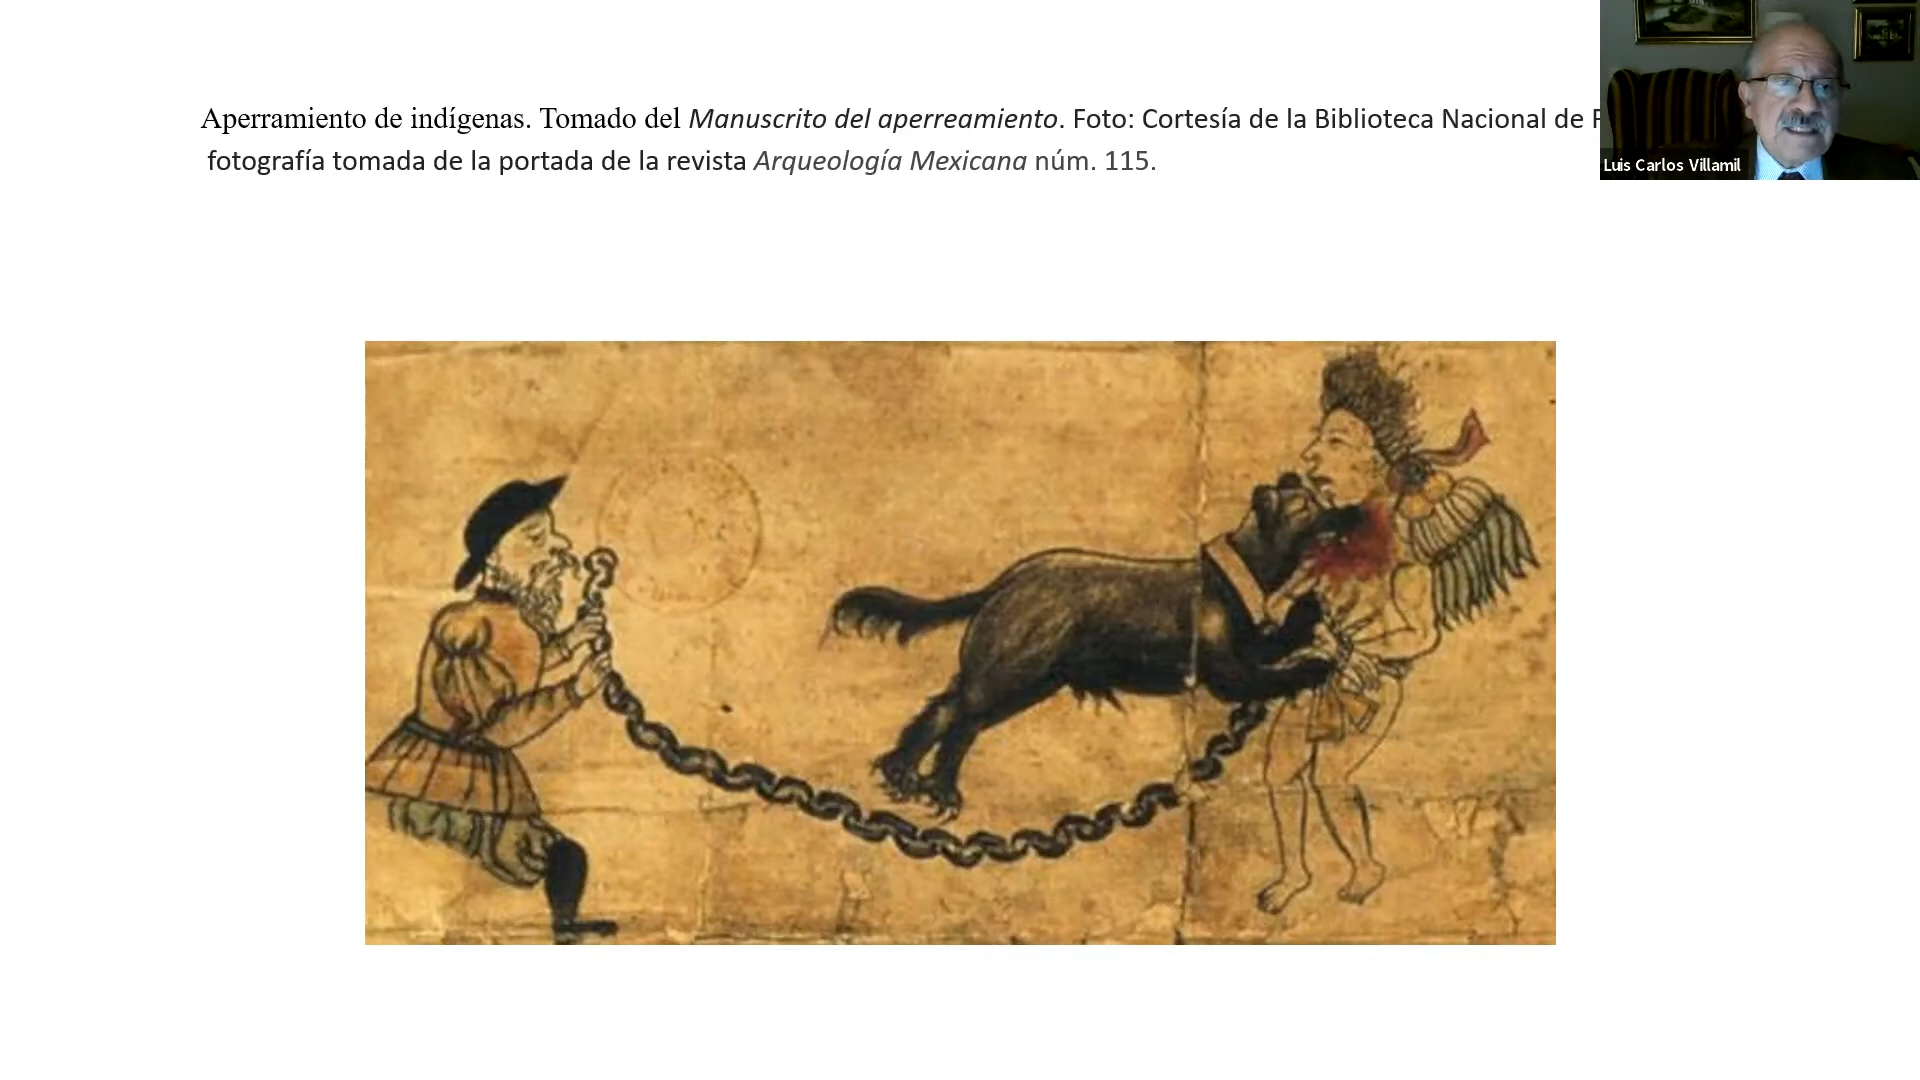 Aperramiento de indígenas. Tomado del Manuscrito del aperreamiento. Foto: Cortesía de la Biblioteca Nacional de
fotografía tomada de la portada de la revista Arqueología Mexicana núm. 115.
Luis Carlos Villamil